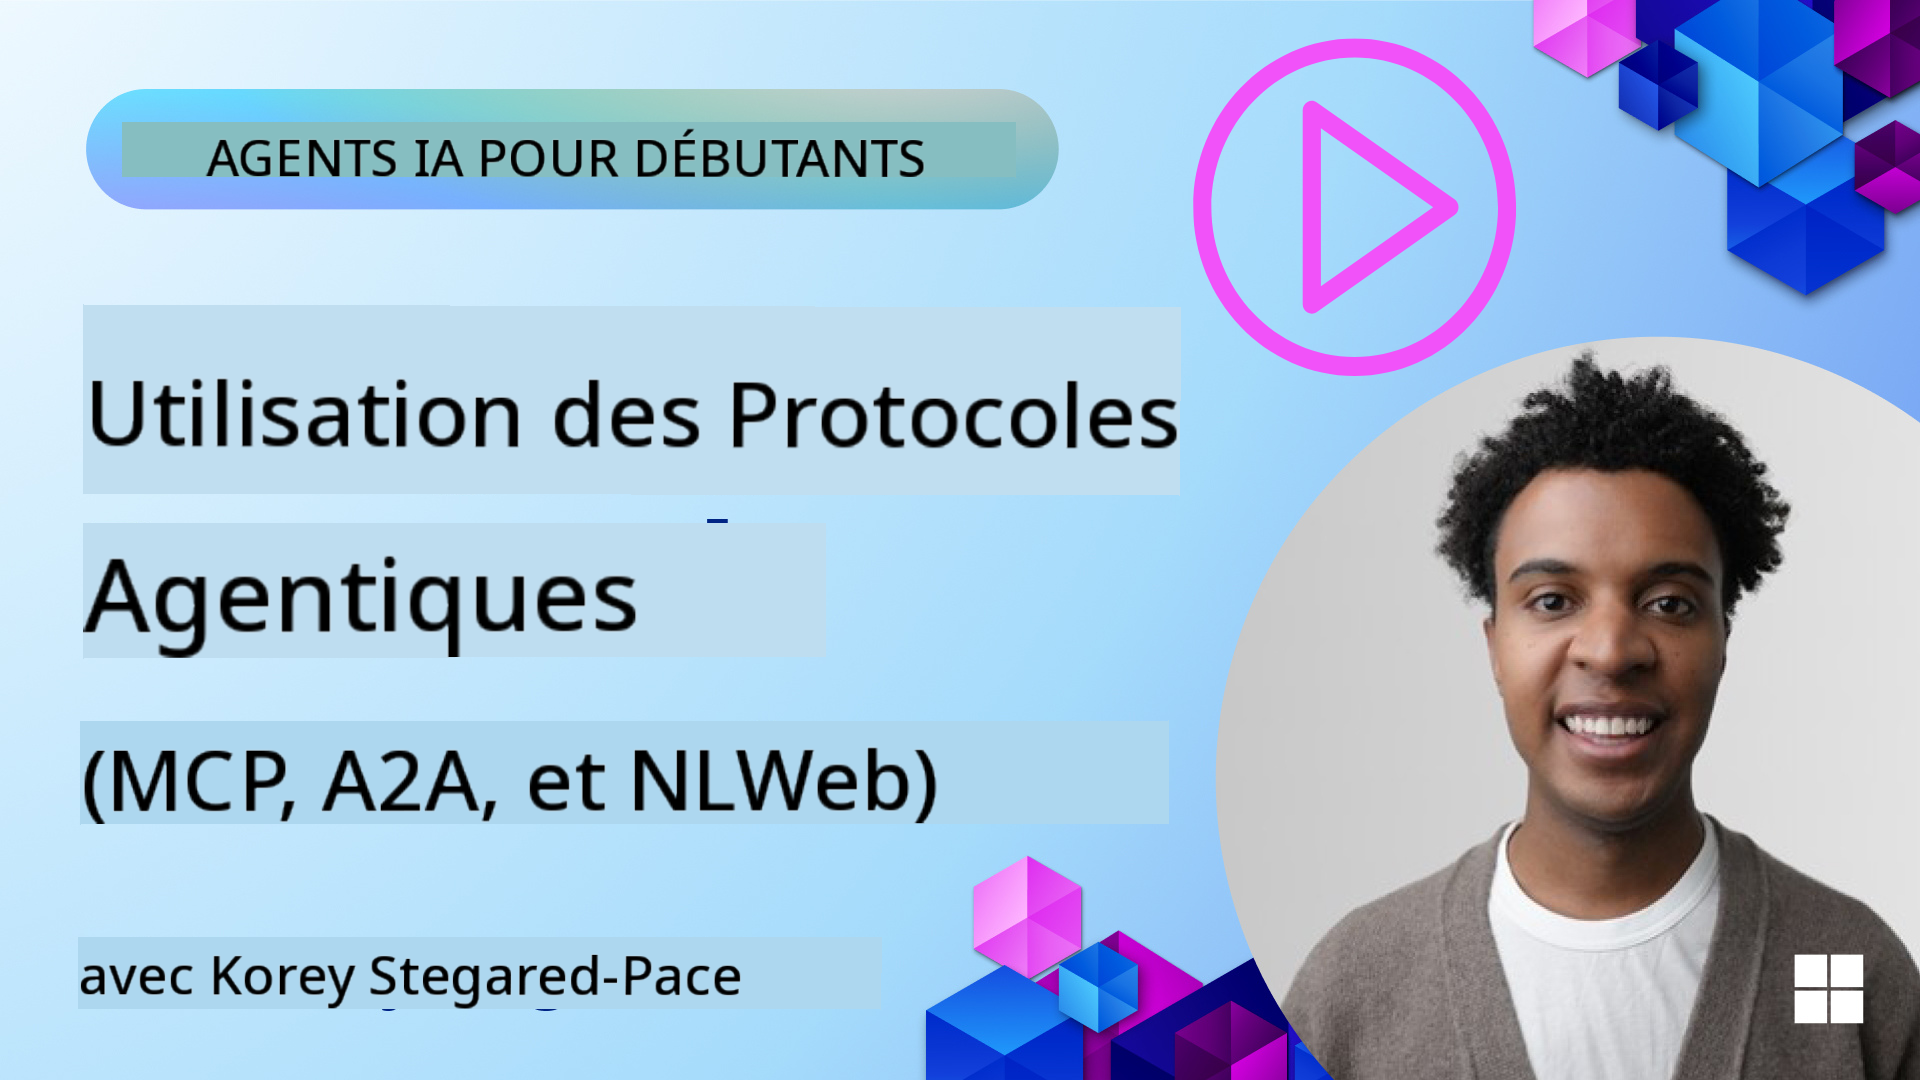 AGENTS IA POUR DÉBUTANTS
Utilisation des Protocoles
Agentiques
(MCP, A2A, et NLWeb)
avec Korey Stegared-Pace